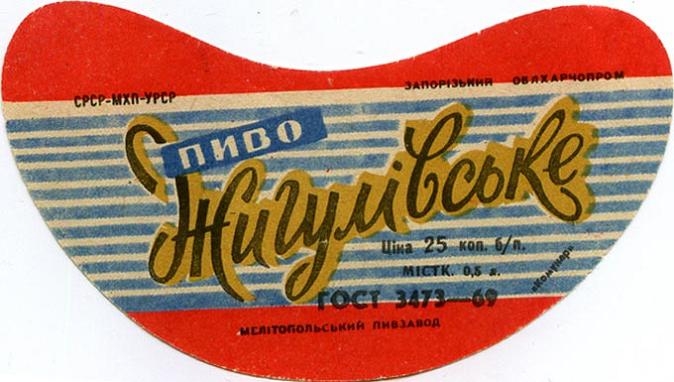 СРСР-МХП-УРСР
ЗАПОРІЗЬКИЙ ОБЛХАРЧОПРОМ
ПИВО
Жигулівське
Ціна 25 коп. б/п.
МІСТК. 0,5 л.
«Комунар»
ГОСТ 3473—69
МЕЛІТОПОЛЬСЬКИЙ ПИВЗАВОД